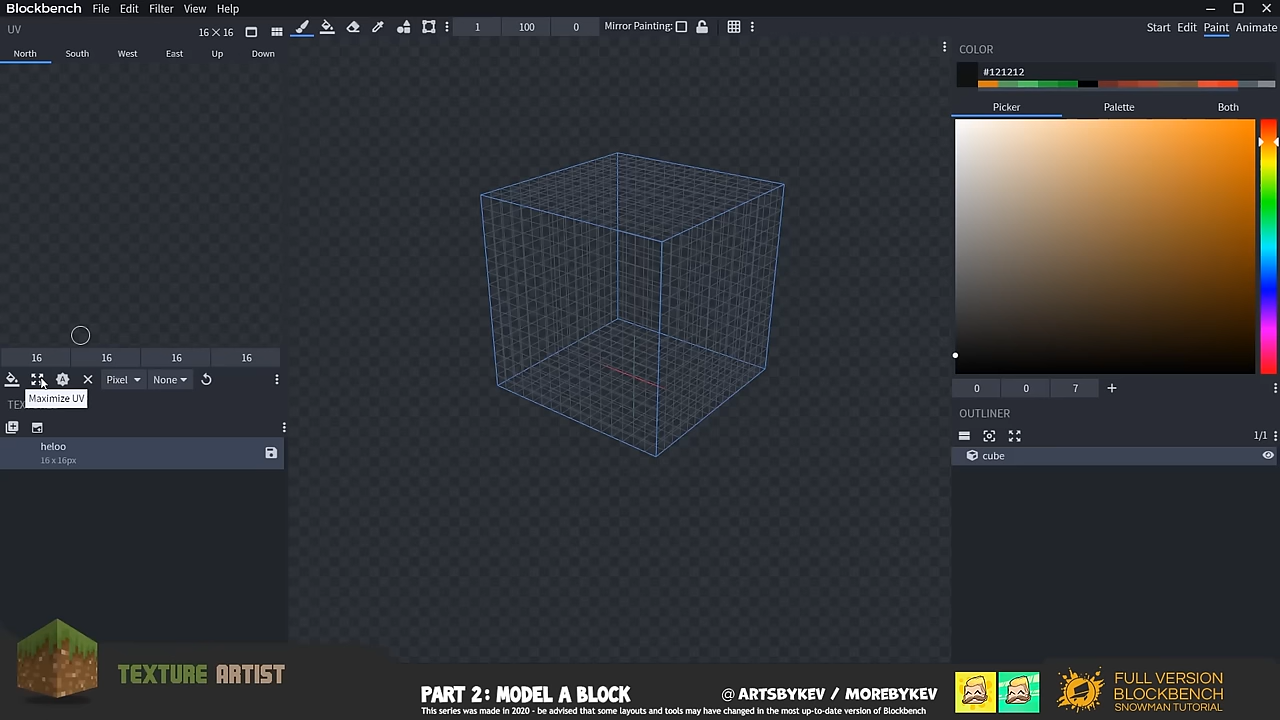 Blockbench File Edit Filter View Help
UV 16 × 16 1 100 0 Mirror Painting: Start Edit Paint Animate
North South West East Up Down
COLOR
#121212
Picker Palette Both
16 16 16 16
Pixel None
Maximize UV
heloo
16 x 16px
0 0 7
OUTLINER
1/1
cube
TEXTURE ARTIST
PART 2: MODEL A BLOCK
This series was made in 2020 - be advised that some layouts and tools may have changed in the most up-to-date version of Blockbench
@ARTSBYKEV / MOREBYKEV
FULL VERSION
BLOCKBENCH
SNOWMAN TUTORIAL